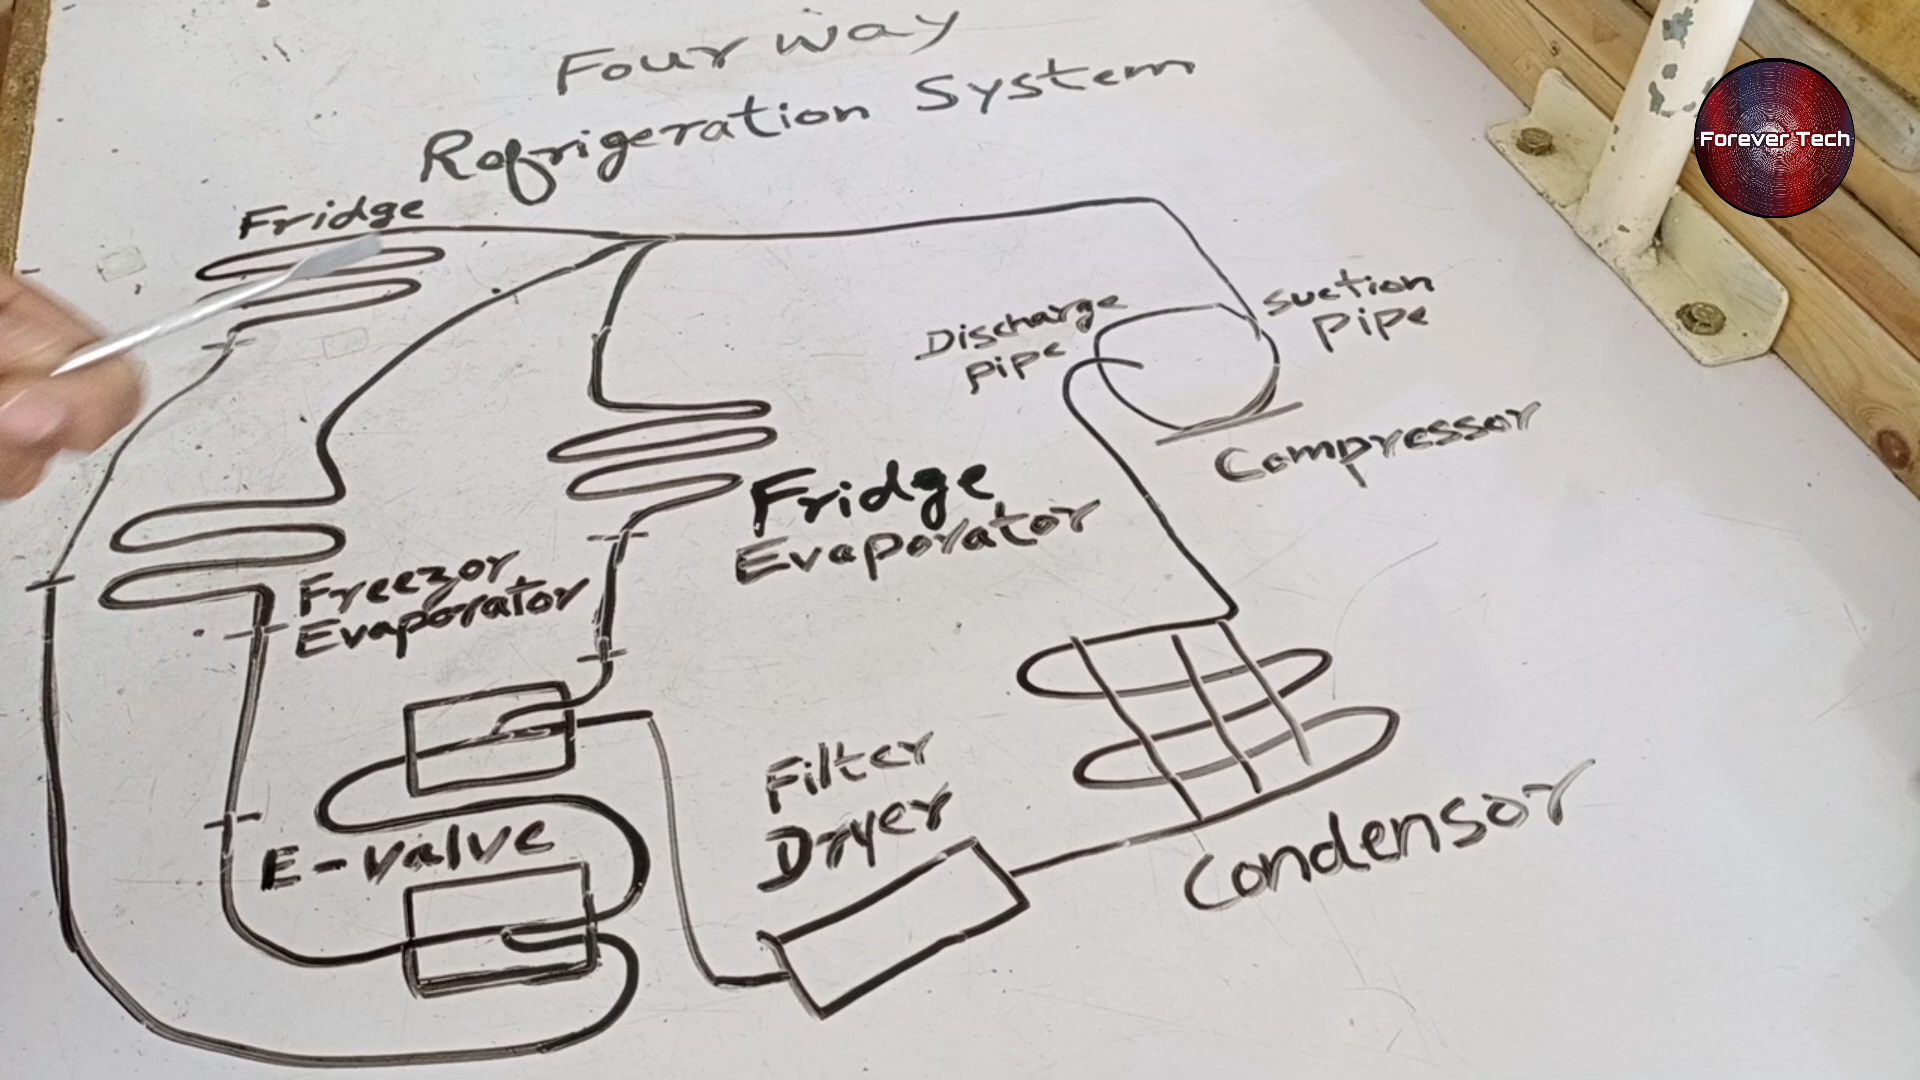 Four way
Rofrigeration System
Forever Tech
Fridge
Discharge
Pipe
Suction
Pipe
Compressor
Fridge
Evaporator
Freezor
Evaporator
Filter
Dryer
E-valve
Condensor